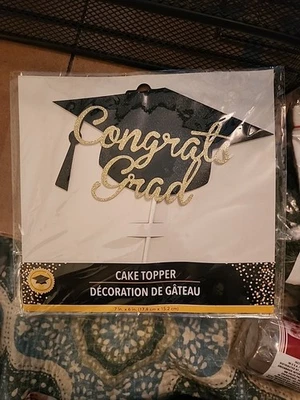 Congrats
Grad
CAKE TOPPER
DÉCORATION DE GÂTEAU